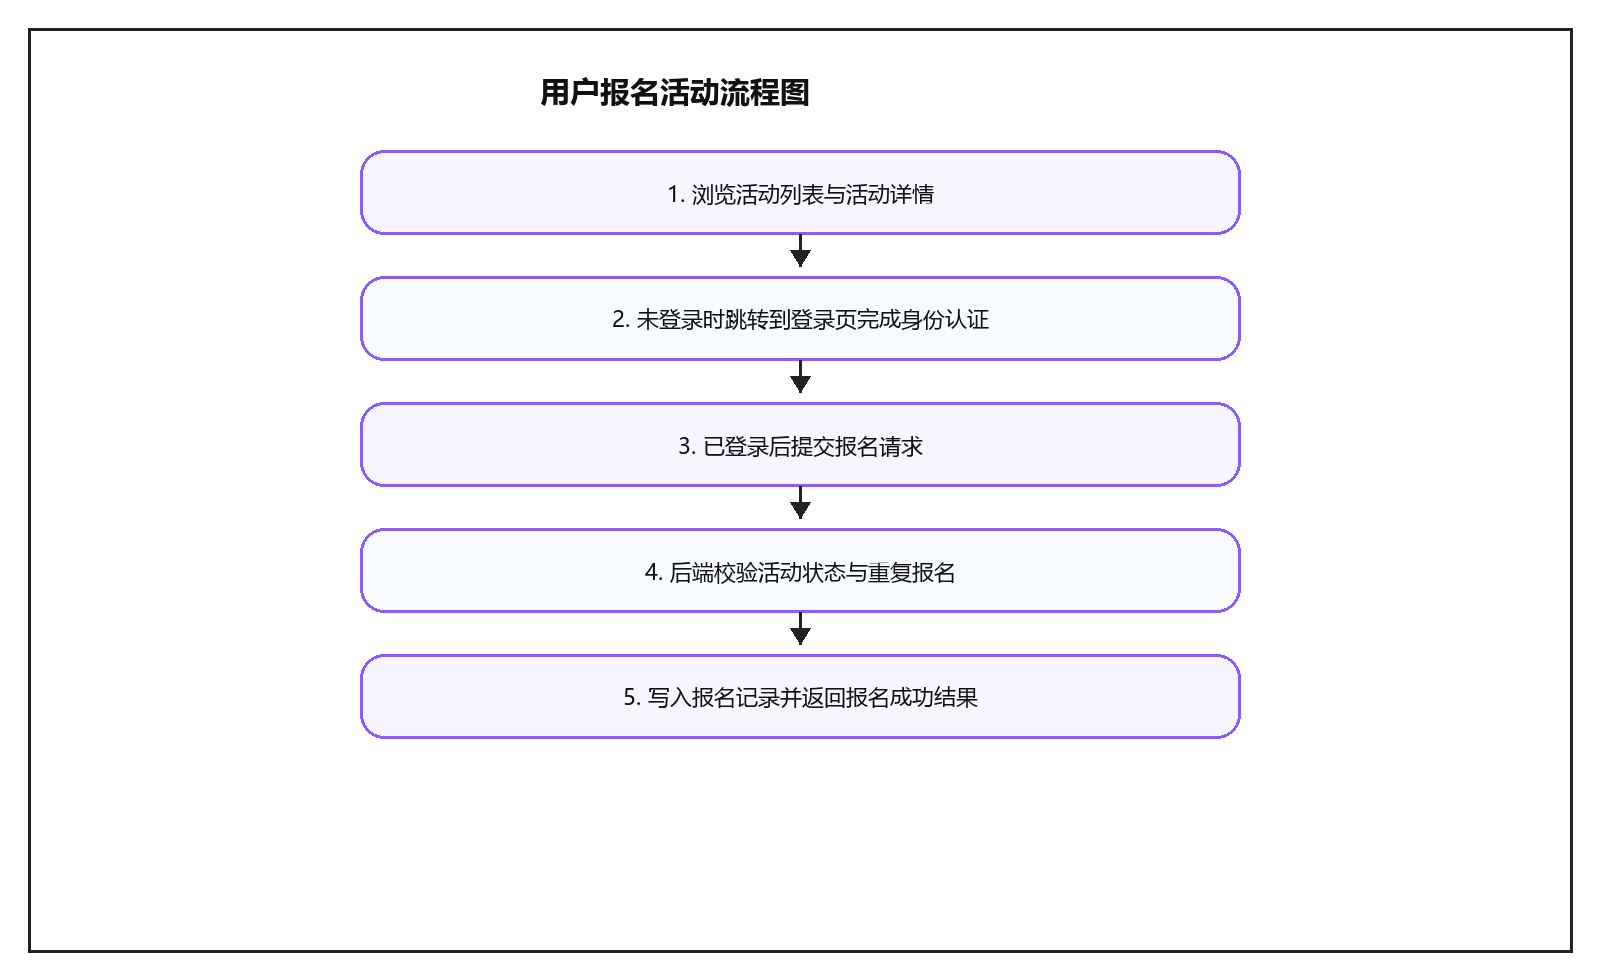 用户报名活动流程图
1. 浏览活动列表与活动详情
2. 未登录时跳转到登录页完成身份认证
3. 已登录后提交报名请求
4. 后端校验活动状态与重复报名
5. 写入报名记录并返回报名成功结果